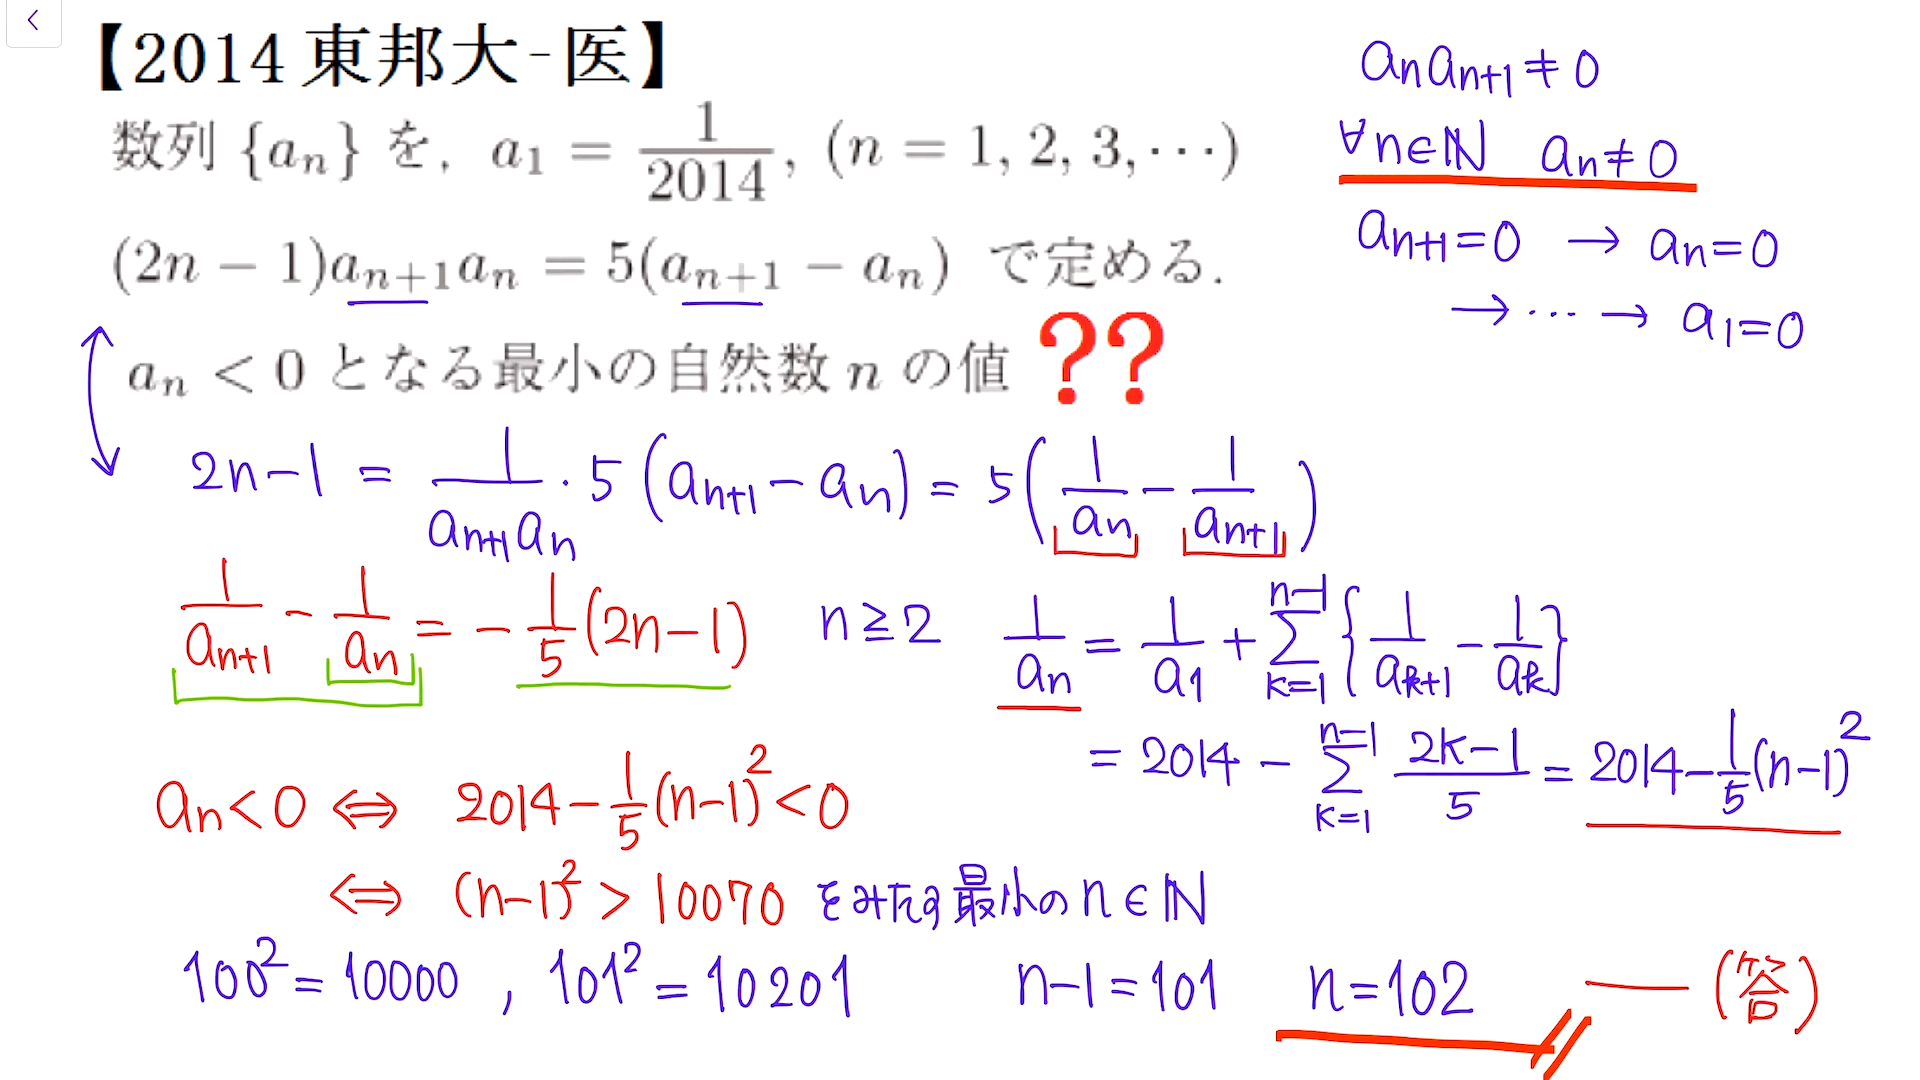 【2014 東邦大-医】
数列 {aₙ} を, a₁ = 1/2014, (n = 1, 2, 3, ⋯)
(2n − 1)aₙ₊₁aₙ = 5(aₙ₊₁ − aₙ) で定める.
aₙ < 0 となる最小の自然数 n の値 ??
aₙaₙ₊₁ ≠ 0
∀n∈ℕ aₙ ≠ 0
aₙ₊₁ = 0 → aₙ = 0
→ ⋯ → a₁ = 0
2n−1 = 1/(aₙ₊₁aₙ) · 5(aₙ₊₁ − aₙ) = 5(1/aₙ − 1/aₙ₊₁)
1/aₙ₊₁ − 1/aₙ = −1/5(2n−1)
n ≧ 2 1/aₙ = 1/a₁ + Σ_{k=1}^{n−1} {1/aₖ₊₁ − 1/aₖ}
= 2014 − Σ_{k=1}^{n−1} (2k−1)/5 = 2014 − 1/5(n−1)²
aₙ < 0 ⇔ 2014 − 1/5(n−1)² < 0
⇔ (n−1)² > 10070 をみたす最小の n ∈ ℕ
100² = 10000 , 101² = 10201 n−1 = 101 n = 102 ― (答)